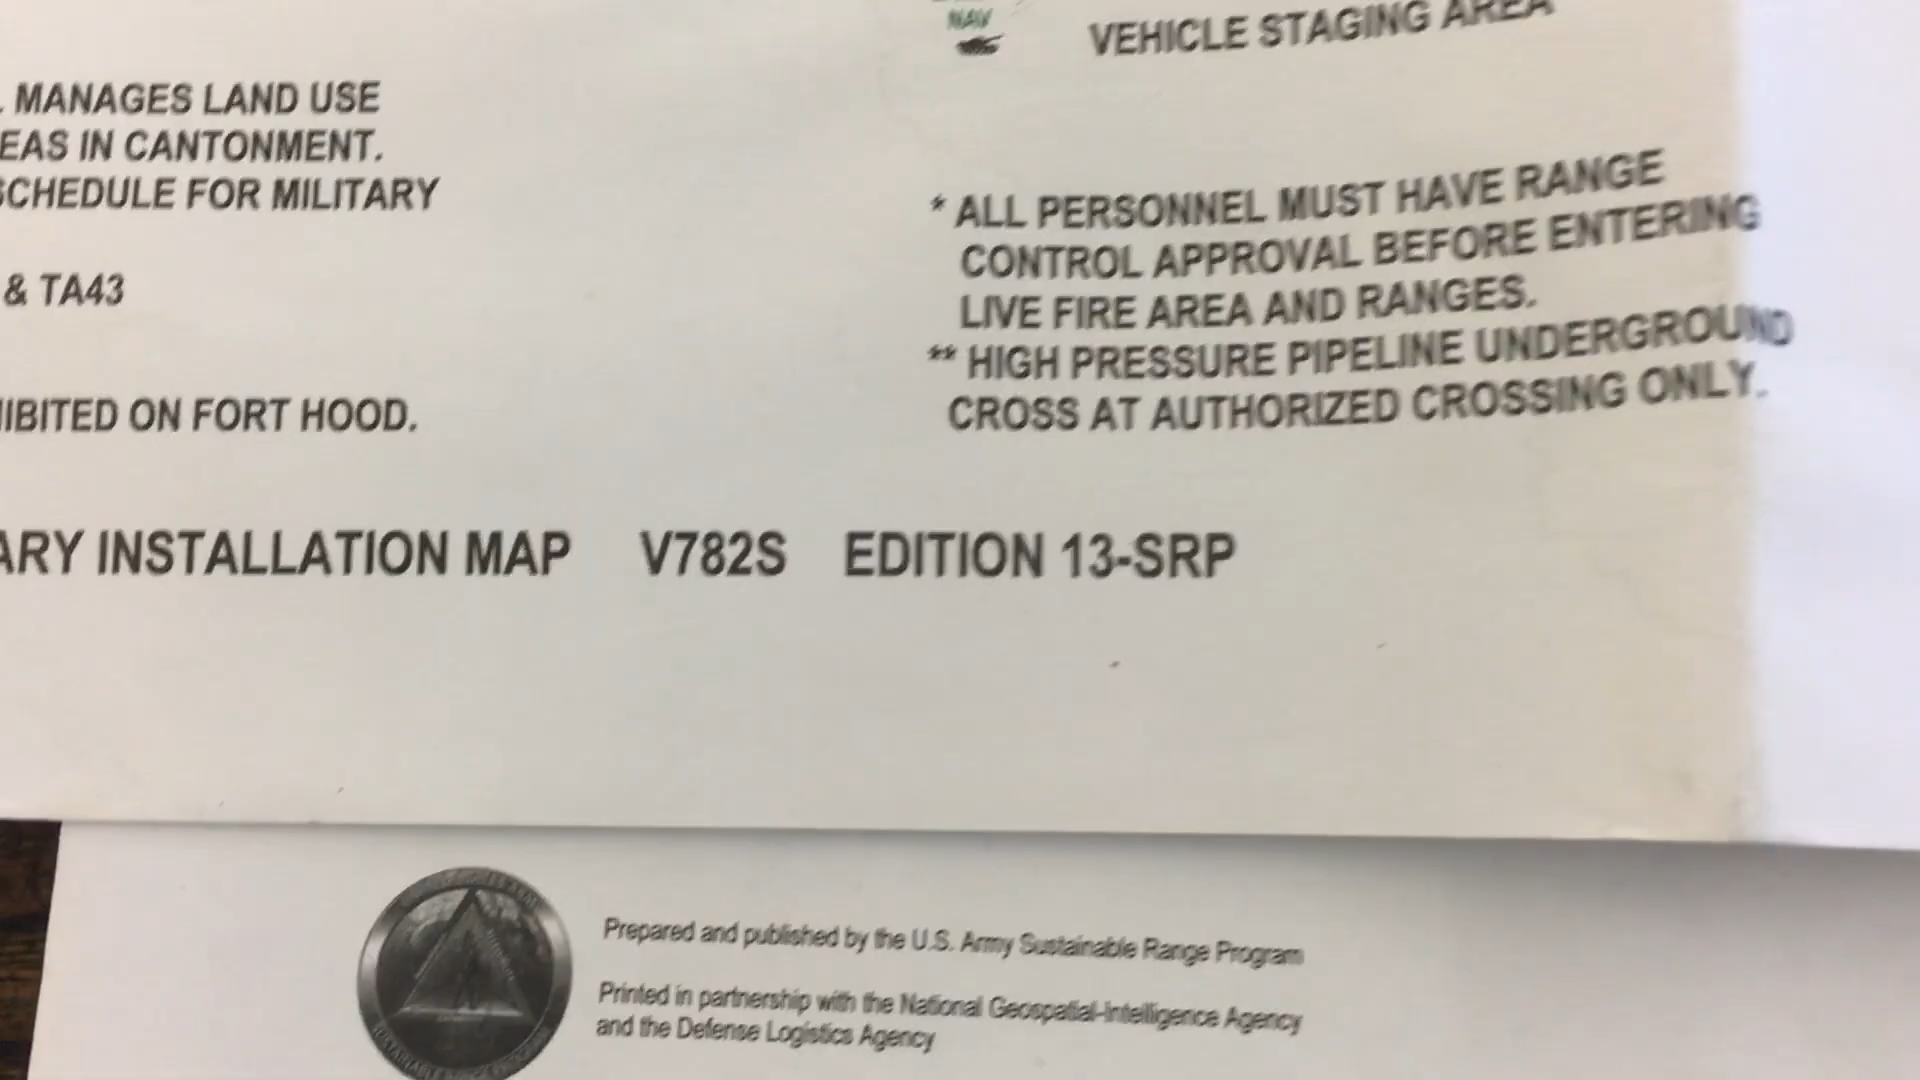 NAV
VEHICLE STAGING AREA
MANAGES LAND USE
EAS IN CANTONMENT.
SCHEDULE FOR MILITARY
& TA43
IBITED ON FORT HOOD.
* ALL PERSONNEL MUST HAVE RANGE
CONTROL APPROVAL BEFORE ENTERING
LIVE FIRE AREA AND RANGES.
** HIGH PRESSURE PIPELINE UNDERGROUND
CROSS AT AUTHORIZED CROSSING ONLY.
ARY INSTALLATION MAP V782S EDITION 13-SRP
Prepared and published by the U.S. Army Sustainable Range Program
Printed in partnership with the National Geospatial-Intelligence Agency
and the Defense Logistics Agency